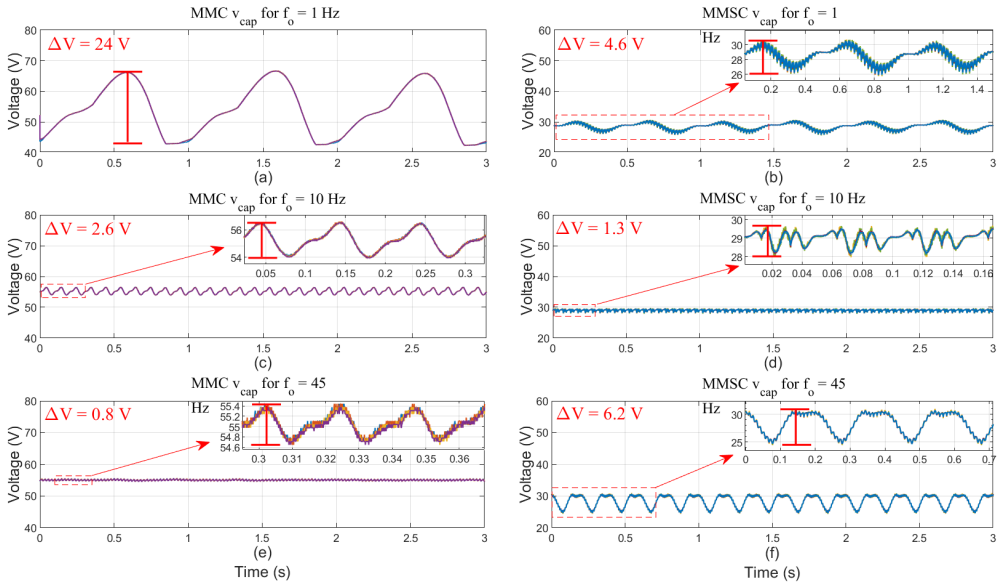 MMC v_cap for f_o = 1 Hz
ΔV = 24 V
Voltage (V)
80
70
60
50
40
0 0.5 1 1.5 2 2.5 3
(a)
MMSC v_cap for f_o = 1
Hz
ΔV = 4.6 V
Voltage (V)
60
50
40
30
20
30
28
26
0.2 0.4 0.6 0.8 1 1.2 1.4
0 0.5 1 1.5 2 2.5 3
(b)
MMC v_cap for f_o = 10 Hz
ΔV = 2.6 V
Voltage (V)
80
70
60
50
40
56
54
0.05 0.1 0.15 0.2 0.25 0.3
0 0.5 1 1.5 2 2.5 3
(c)
MMSC v_cap for f_o = 10 Hz
ΔV = 1.3 V
Voltage (V)
60
50
40
30
20
30
29
28
0.02 0.04 0.06 0.08 0.1 0.12 0.14 0.16
0 0.5 1 1.5 2 2.5 3
(d)
MMC v_cap for f_o = 45
Hz
ΔV = 0.8 V
Voltage (V)
80
70
60
50
40
55.4
55.2
55
54.8
54.6
0.3 0.31 0.32 0.33 0.34 0.35 0.36
0 0.5 1 1.5 2 2.5 3
(e)
Time (s)
MMSC v_cap for f_o = 45
Hz
ΔV = 6.2 V
Voltage (V)
60
50
40
30
20
30
25
0 0.1 0.2 0.3 0.4 0.5 0.6 0.7
0 0.5 1 1.5 2 2.5 3
(f)
Time (s)